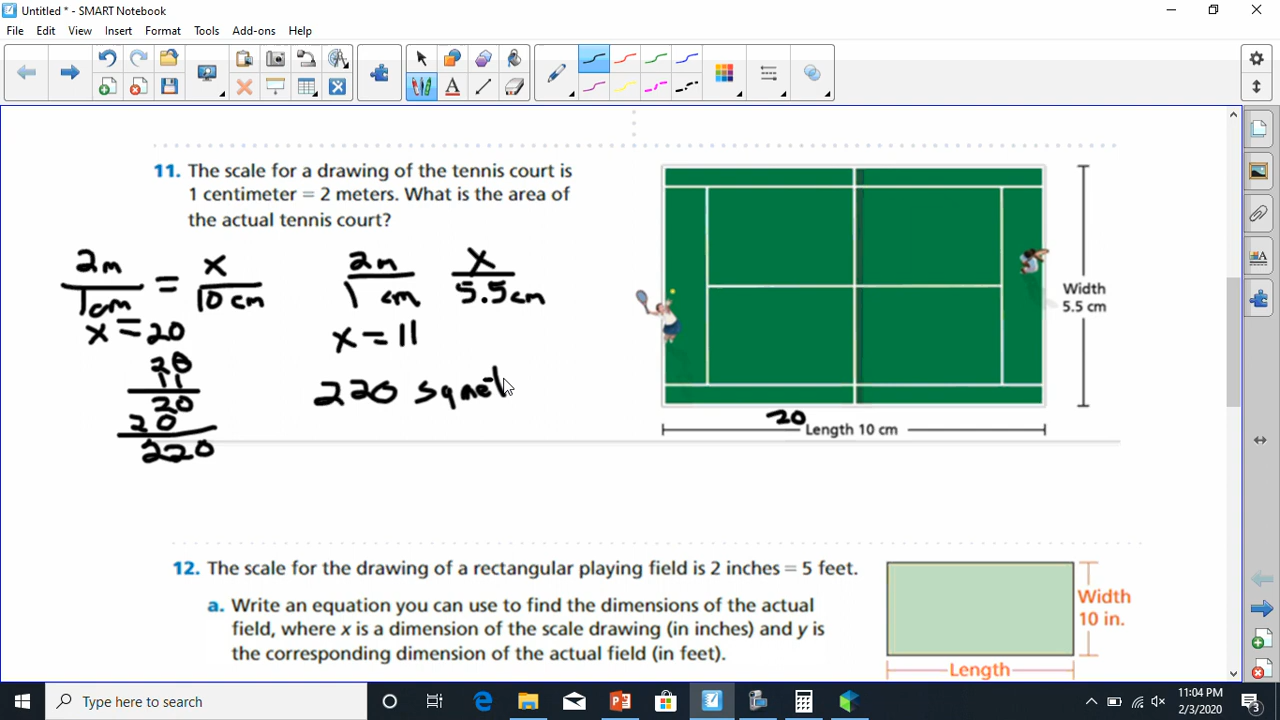 Untitled * - SMART Notebook
File Edit View Insert Format Tools Add-ons Help
11. The scale for a drawing of the tennis court is
1 centimeter = 2 meters. What is the area of
the actual tennis court?
2m = x
1cm 10 cm
x = 20
20
11
20
20
220
2m x
1 cm 5.5cm
x = 11
220 sq met
Width
5.5 cm
20
Length 10 cm
12. The scale for the drawing of a rectangular playing field is 2 inches = 5 feet.
a. Write an equation you can use to find the dimensions of the actual
field, where x is a dimension of the scale drawing (in inches) and y is
the corresponding dimension of the actual field (in feet).
Width
10 in.
Length
Type here to search
11:04 PM
2/3/2020
3